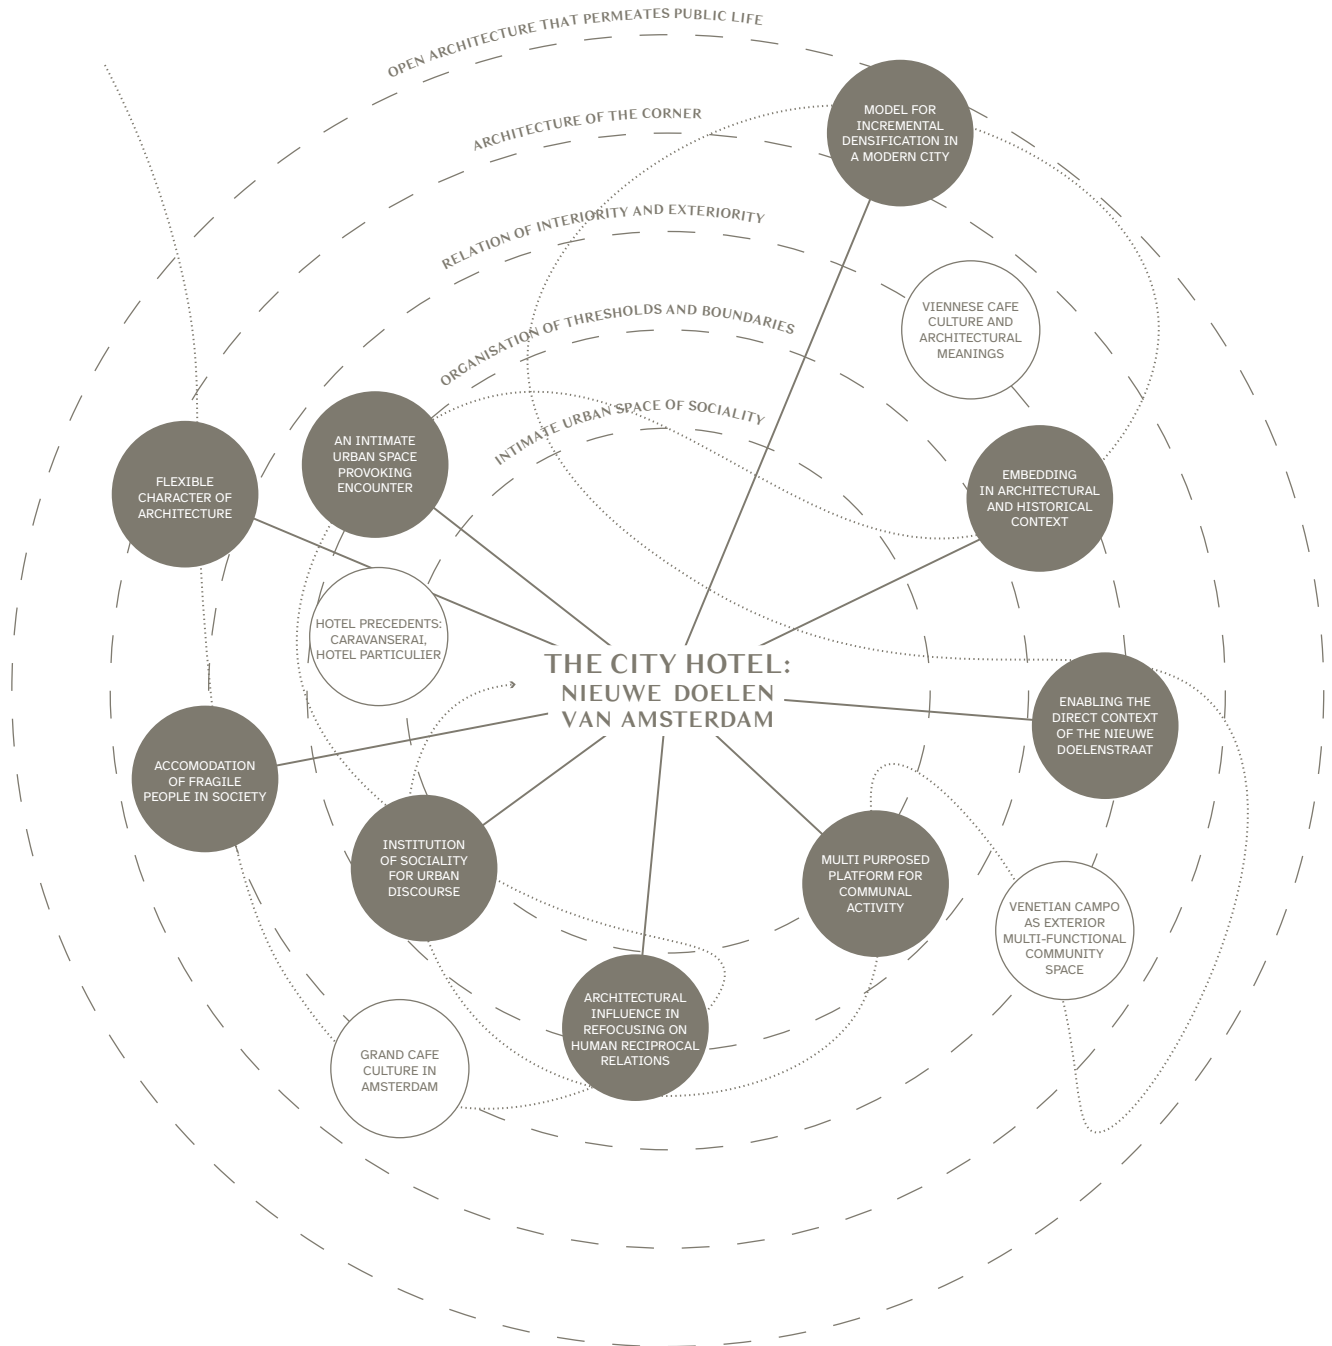 OPEN ARCHITECTURE THAT PERMEATES PUBLIC LIFE
ARCHITECTURE OF THE CORNER
RELATION OF INTERIORITY AND EXTERIORITY
ORGANISATION OF THRESHOLDS AND BOUNDARIES
INTIMATE URBAN SPACE OF SOCIALITY
MODEL FOR
INCREMENTAL
DENSIFICATION IN
A MODERN CITY
VIENNESE CAFE
CULTURE AND
ARCHITECTURAL
MEANINGS
AN INTIMATE
URBAN SPACE
PROVOKING
ENCOUNTER
FLEXIBLE
CHARACTER OF
ARCHITECTURE
EMBEDDING
IN ARCHITECTURAL
AND HISTORICAL
CONTEXT
HOTEL PRECEDENTS:
CARAVANSERAI,
HOTEL PARTICULIER
THE CITY HOTEL:
NIEUWE DOELEN
VAN AMSTERDAM
ENABLING THE
DIRECT CONTEXT
OF THE NIEUWE
DOELENSTRAAT
ACCOMODATION
OF FRAGILE
PEOPLE IN SOCIETY
INSTITUTION
OF SOCIALITY
FOR URBAN
DISCOURSE
MULTI PURPOSED
PLATFORM FOR
COMMUNAL
ACTIVITY
VENETIAN CAMPO
AS EXTERIOR
MULTI-FUNCTIONAL
COMMUNITY
SPACE
ARCHITECTURAL
INFLUENCE IN
REFOCUSING ON
HUMAN RECIPROCAL
RELATIONS
GRAND CAFE
CULTURE IN
AMSTERDAM